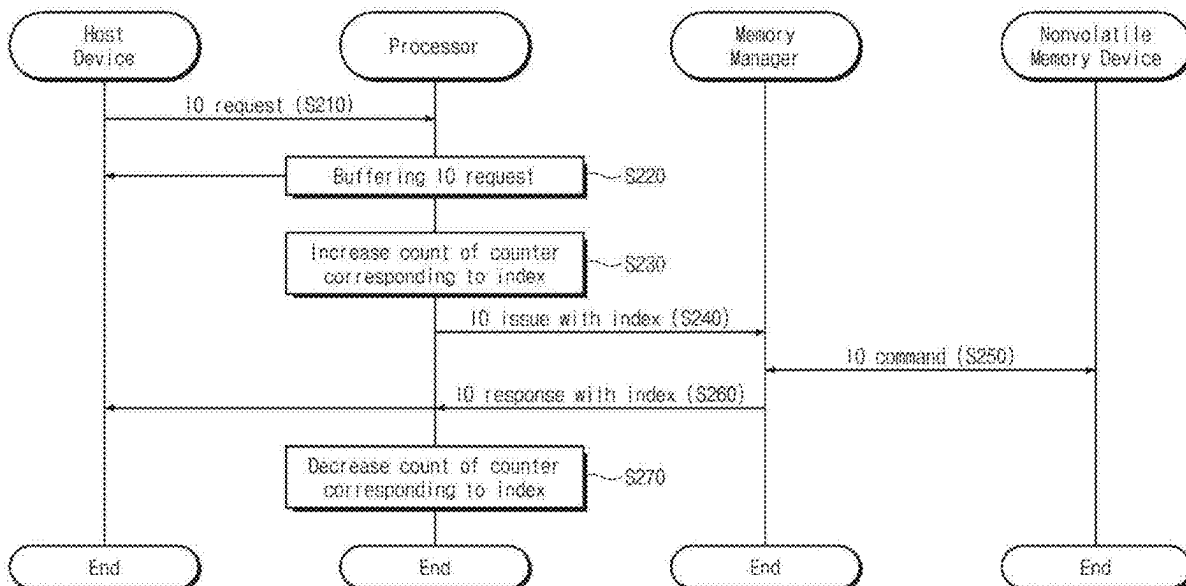 Host
Device
Processor
Memory
Manager
Nonvolatile
Memory Device
IO request (S210)
Buffering IO request
S220
Increase count of counter
corresponding to index
S230
IO issue with index (S240)
IO command (S250)
IO response with index (S260)
Decrease count of counter
corresponding to index
S270
End
End
End
End